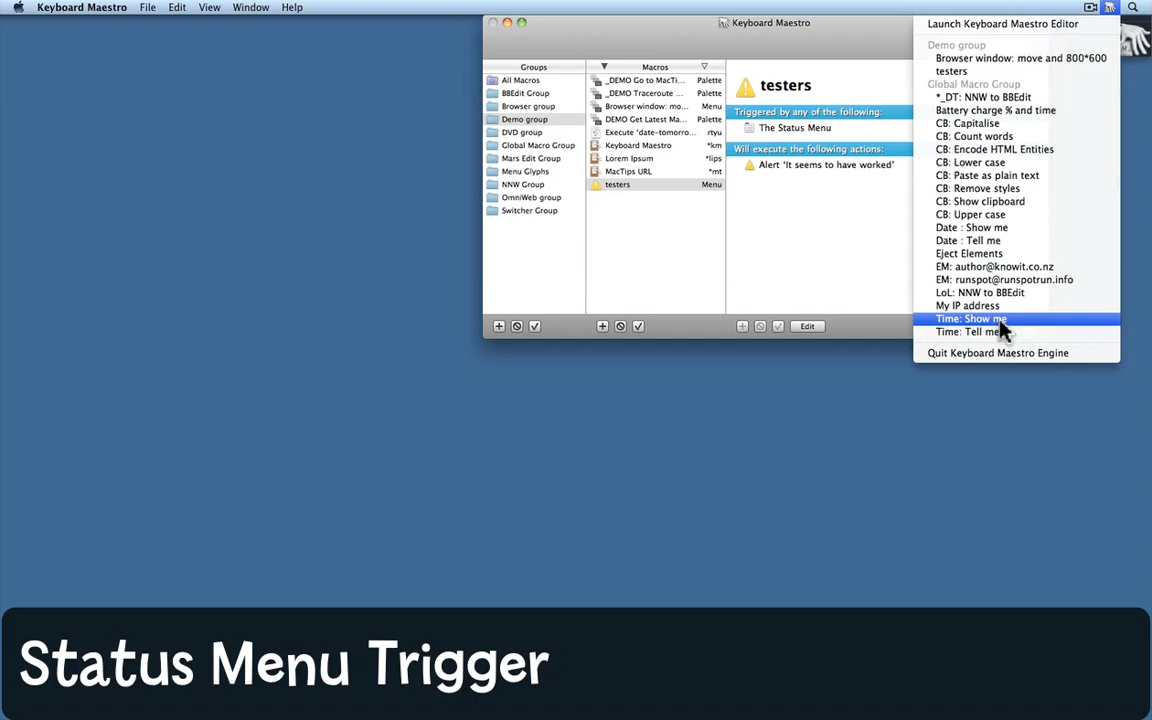 Keyboard Maestro File Edit View Window Help
Keyboard Maestro
Groups
All Macros
BBEdit Group
Browser group
Demo group
DVD group
Global Macro Group
Mars Edit Group
Menu Glyphs
NNW Group
OmniWeb group
Switcher Group
Macros
_DEMO Go to MacTi... Palette
_DEMO Traceroute ... Palette
Browser window: mo... Menu
DEMO Get Latest Ma... Palette
Execute 'date-tomorro... rtyu
Keyboard Maestro *km
Lorem Ipsum *lips
MacTips URL *mt
testers Menu
testers
Triggered by any of the following:
The Status Menu
Will execute the following actions:
Alert 'It seems to have worked'
Edit
Launch Keyboard Maestro Editor
Demo group
Browser window: move and 800*600
testers
Global Macro Group
*_DT: NNW to BBEdit
Battery charge % and time
CB: Capitalise
CB: Count words
CB: Encode HTML Entities
CB: Lower case
CB: Paste as plain text
CB: Remove styles
CB: Show clipboard
CB: Upper case
Date : Show me
Date : Tell me
Eject Elements
EM: author@knowit.co.nz
EM: runspot@runspotrun.info
LoL: NNW to BBEdit
My IP address
Time: Show me
Time: Tell me
Quit Keyboard Maestro Engine
Status Menu Trigger